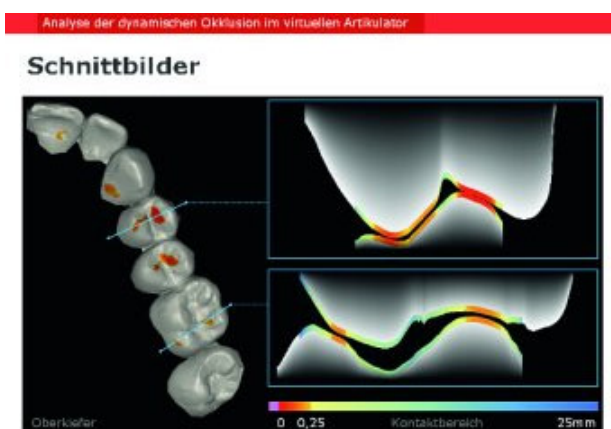 Analyse der dynamischen Okklusion im virtuellen Artikulator
Schnittbilder
Oberkiefer
0 0,25 Kontaktbereich 25mm